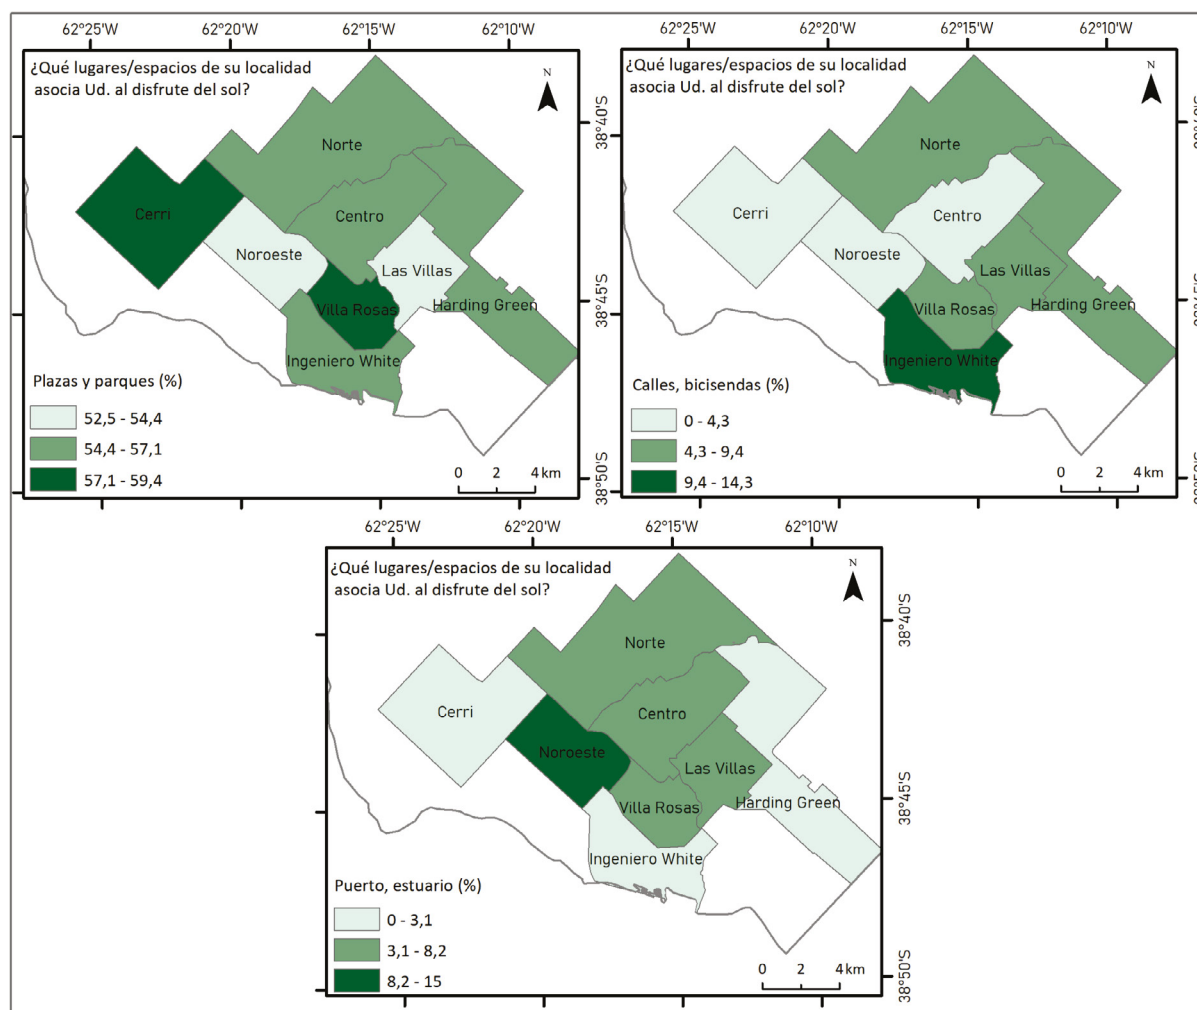 62°25'W 62°20'W 62°15'W 62°10'W
¿Qué lugares/espacios de su localidad
asocia Ud. al disfrute del sol?
N
38°40'S
Norte
Cerri
Centro
Noroeste
Las Villas
38°45'S
Harding Green
Villa Rosas
Ingeniero White
Plazas y parques (%)
52,5 - 54,4
54,4 - 57,1
57,1 - 59,4
0 2 4 km
38°50'S
62°25'W 62°20'W 62°15'W 62°10'W
62°25'W 62°20'W 62°15'W 62°10'W
¿Qué lugares/espacios de su localidad
asocia Ud. al disfrute del sol?
N
Norte
Cerri
Centro
Noroeste
Las Villas
Harding Green
Villa Rosas
Ingeniero White
Calles, bicisendas (%)
0 - 4,3
4,3 - 9,4
9,4 - 14,3
0 2 4 km
¿Qué lugares/espacios de su localidad
asocia Ud. al disfrute del sol?
N
38°40'S
Norte
Cerri
Centro
Noroeste
Las Villas
38°45'S
Harding Green
Villa Rosas
Ingeniero White
Puerto, estuario (%)
0 - 3,1
3,1 - 8,2
8,2 - 15
0 2 4 km
38°50'S